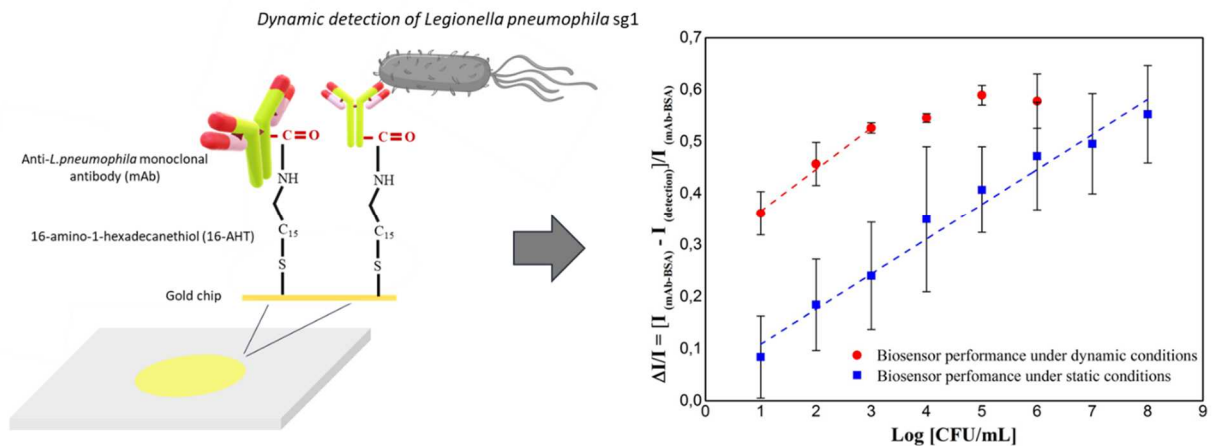 Dynamic detection of Legionella pneumophila sg1
C=O
C=O
Anti-L.pneumophila monoclonal
antibody (mAb)
NH
NH
16-amino-1-hexadecanethiol (16-AHT)
C15
C15
S
S
Gold chip
ΔI/I = [I (mAb-BSA) - I (detection)]/I (mAb-BSA)
0,7
0,6
0,5
0,4
0,3
0,2
0,1
0,0
Biosensor performance under dynamic conditions
Biosensor perfomance under static conditions
0 1 2 3 4 5 6 7 8 9
Log [CFU/mL]